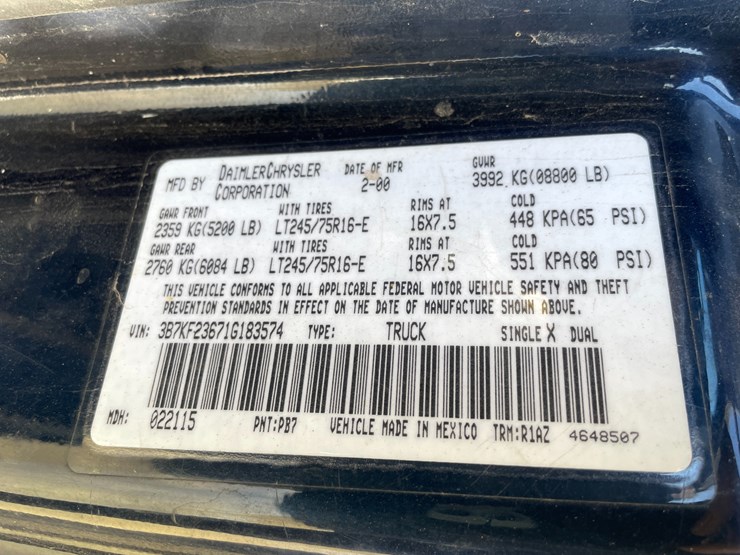 MFD BY DAIMLERCHRYSLER CORPORATION DATE OF MFR 2-00 GVWR 3992 KG(08800 LB)
GAWR FRONT WITH TIRES RIMS AT COLD
2359 KG(5200 LB) LT245/75R16-E 16X7.5 448 KPA(65 PSI)
GAWR REAR WITH TIRES RIMS AT COLD
2760 KG(6084 LB) LT245/75R16-E 16X7.5 551 KPA(80 PSI)
THIS VEHICLE CONFORMS TO ALL APPLICABLE FEDERAL MOTOR VEHICLE SAFETY AND THEFT
PREVENTION STANDARDS IN EFFECT ON THE DATE OF MANUFACTURE SHOWN ABOVE.
VIN: 3B7KF23671G183574 TYPE: TRUCK SINGLE X DUAL
MDH: 022115 PNT:PB7 VEHICLE MADE IN MEXICO TRM:R1AZ 4648507